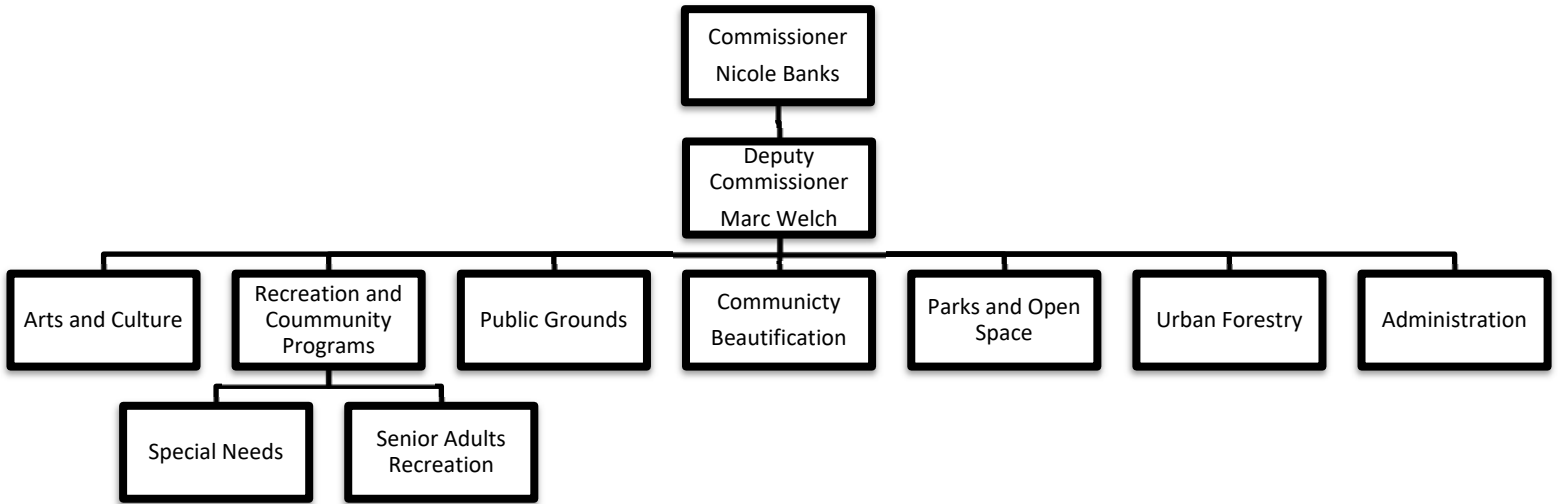 Commissioner
Nicole Banks
Deputy
Commissioner
Marc Welch
Arts and Culture
Recreation and
Coummunity
Programs
Public Grounds
Communicty
Beautification
Parks and Open
Space
Urban Forestry
Administration
Special Needs
Senior Adults
Recreation